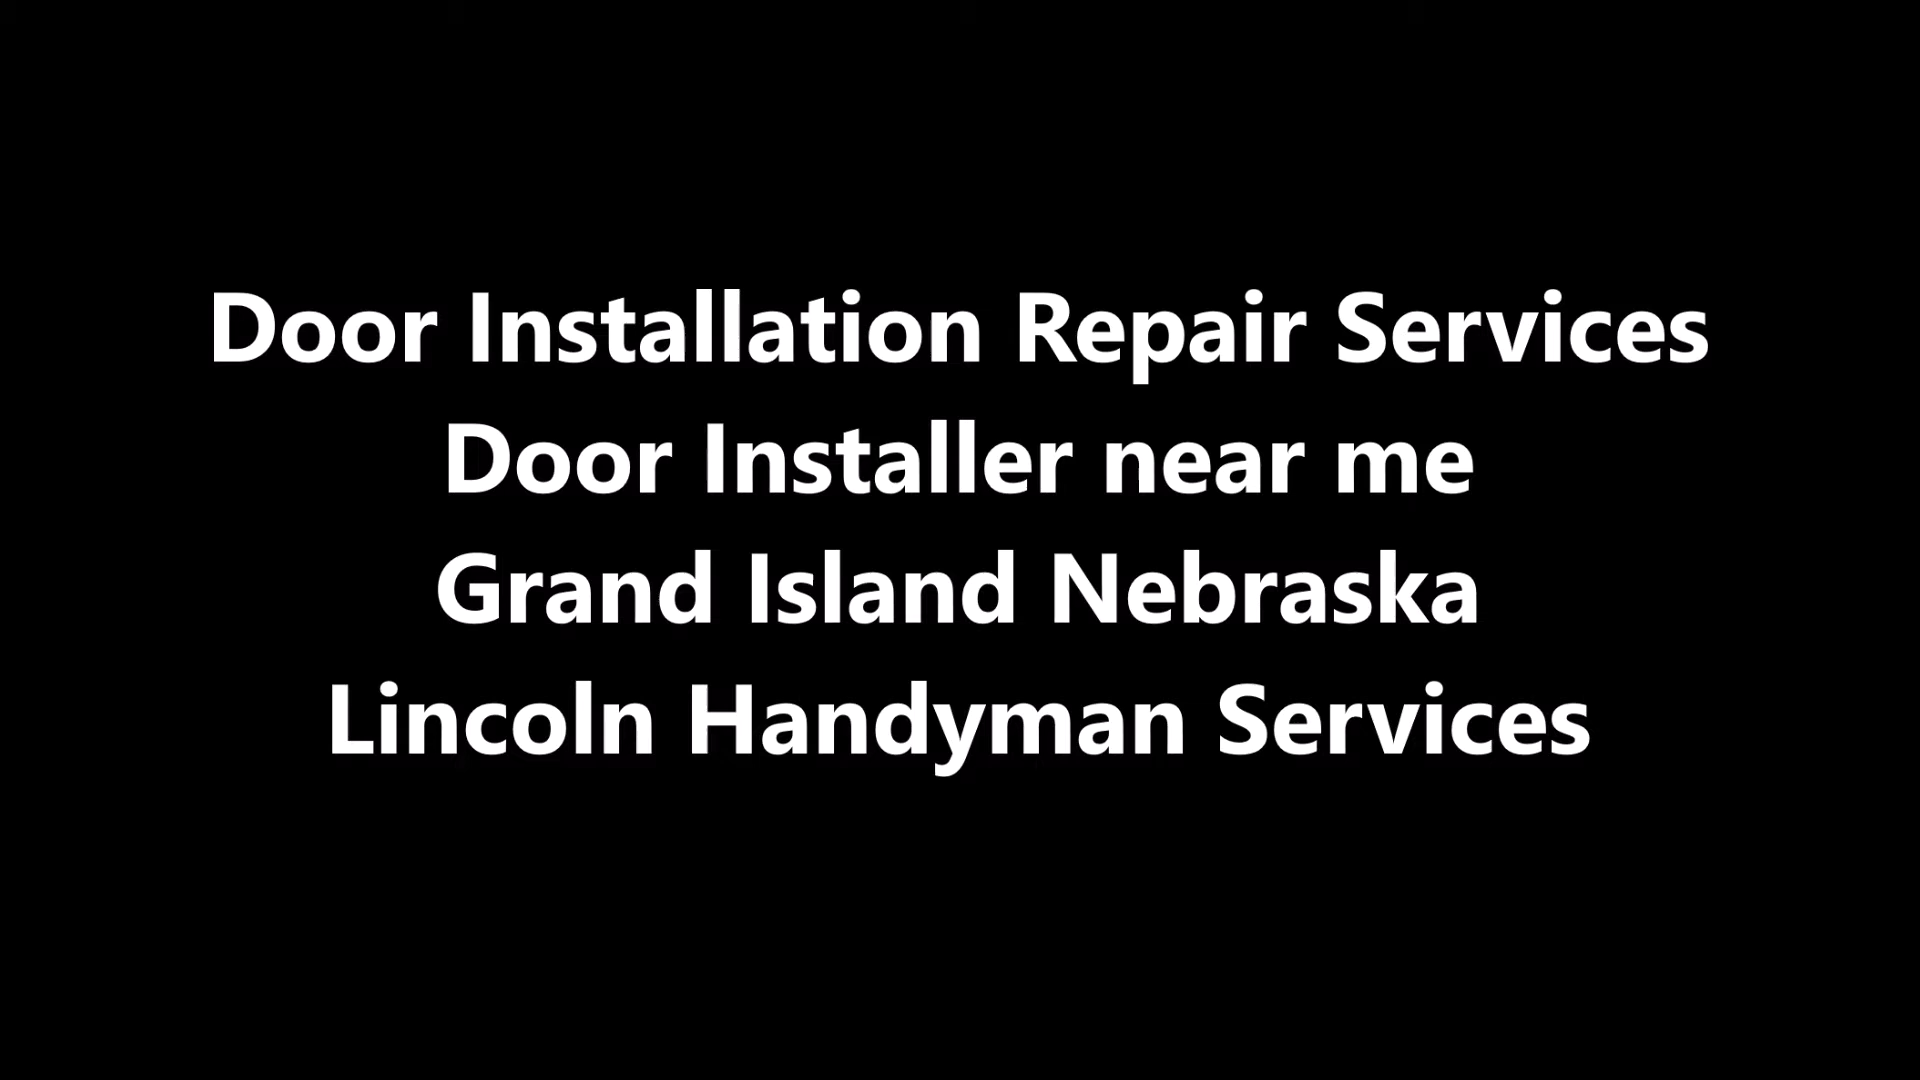 Door Installation Repair Services
Door Installer near me
Grand Island Nebraska
Lincoln Handyman Services